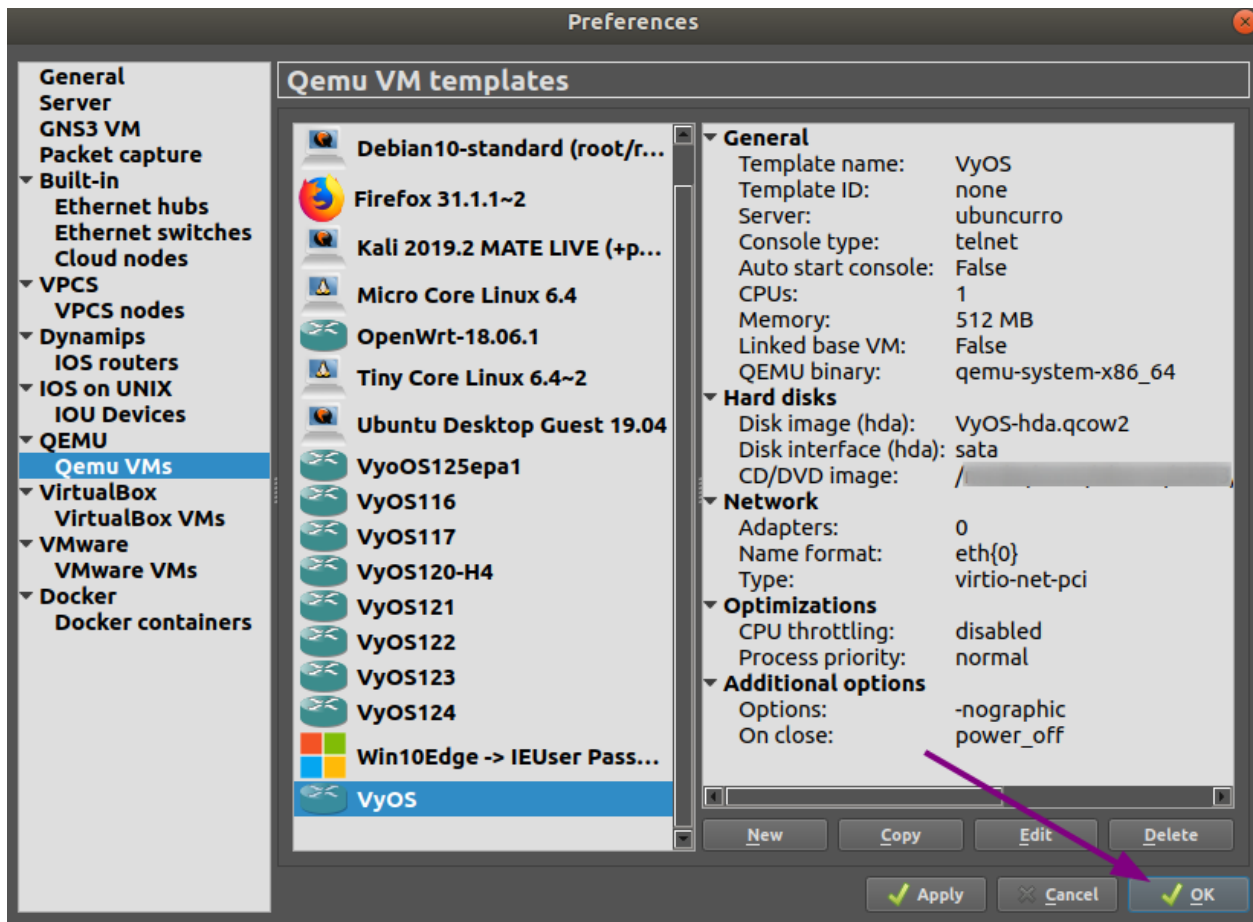 Preferences
General
Server
GNS3 VM
Packet capture
Built-in
Ethernet hubs
Ethernet switches
Cloud nodes
VPCS
VPCS nodes
Dynamips
IOS routers
IOS on UNIX
IOU Devices
QEMU
Qemu VMs
VirtualBox
VirtualBox VMs
VMware
VMware VMs
Docker
Docker containers
Qemu VM templates
Debian10-standard (root/r...
Firefox 31.1.1~2
Kali 2019.2 MATE LIVE (+p...
Micro Core Linux 6.4
OpenWrt-18.06.1
Tiny Core Linux 6.4~2
Ubuntu Desktop Guest 19.04
VyoOS125epa1
VyOS116
VyOS117
VyOS120-H4
VyOS121
VyOS122
VyOS123
VyOS124
Win10Edge -> IEUser Pass...
VyOS
General
Template name: VyOS
Template ID: none
Server: ubuncurro
Console type: telnet
Auto start console: False
CPUs: 1
Memory: 512 MB
Linked base VM: False
QEMU binary: qemu-system-x86_64
Hard disks
Disk image (hda): VyOS-hda.qcow2
Disk interface (hda): sata
CD/DVD image: /
Network
Adapters: 0
Name format: eth{0}
Type: virtio-net-pci
Optimizations
CPU throttling: disabled
Process priority: normal
Additional options
Options: -nographic
On close: power_off
New Copy Edit Delete
Apply Cancel OK